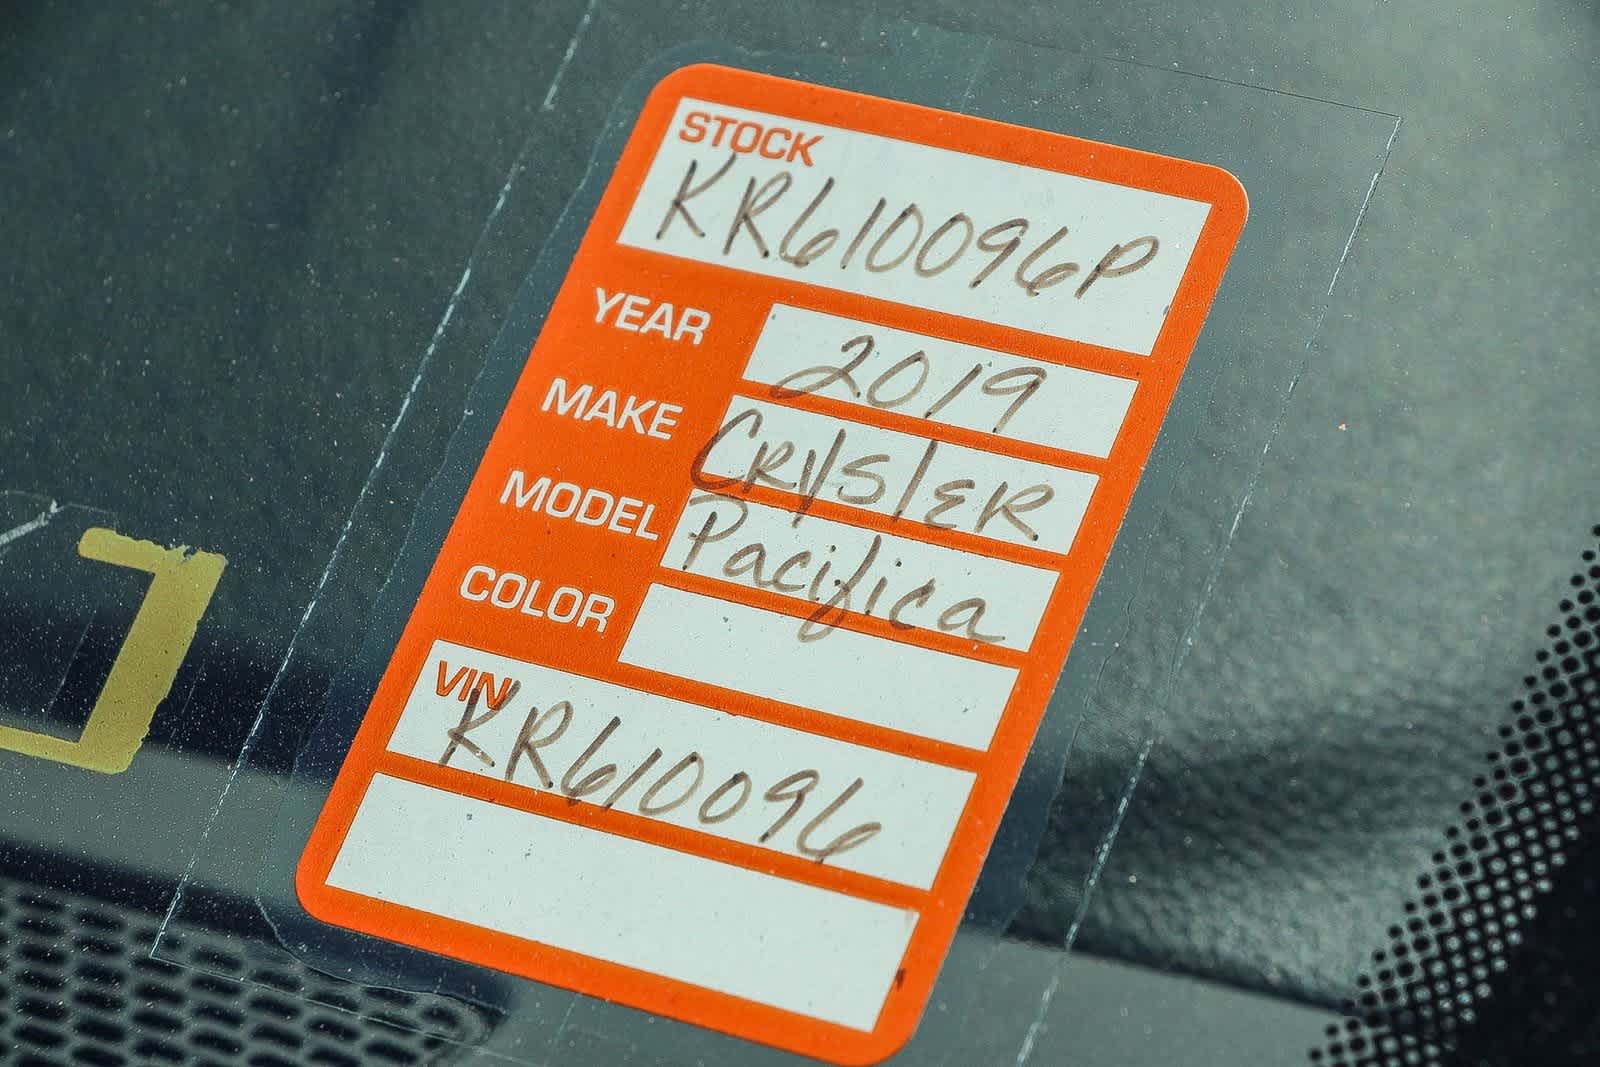 STOCK
KR610096P
YEAR 2019
MAKE CRYSlER
MODEL Pacifica
COLOR
VIN
KR610096